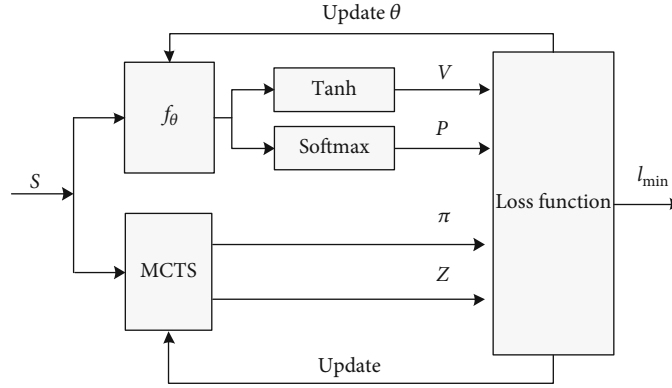 Update θ
Tanh
V
f_θ
Softmax
P
S
Loss function
l_min
π
MCTS
Z
Update